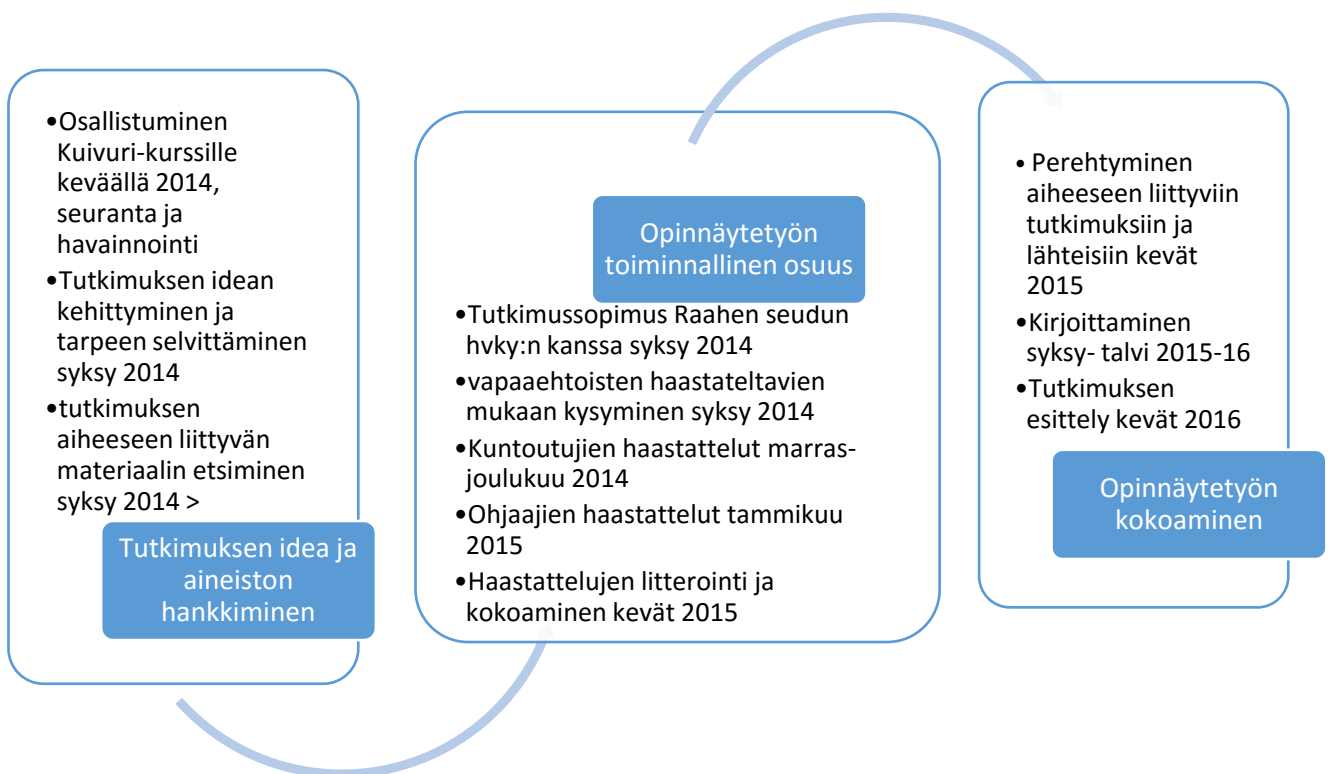 •Osallistuminen
Kuivuri-kurssille
keväällä 2014,
seuranta ja
havainnointi
•Tutkimuksen idean
kehittyminen ja
tarpeen selvittäminen
syksy 2014
•tutkimuksen
aiheeseen liittyvän
materiaalin etsiminen
syksy 2014 >
Tutkimuksen idea ja
aineiston
hankkiminen
Opinnäytetyön
toiminnallinen osuus
•Tutkimussopimus Raahen seudun
hvky:n kanssa syksy 2014
•vapaaehtoisten haastateltavien
mukaan kysyminen syksy 2014
•Kuntoutujien haastattelut marras-
joulukuu 2014
•Ohjaajien haastattelut tammikuu
2015
•Haastattelujen litterointi ja
kokoaminen kevät 2015
• Perehtyminen
aiheeseen liittyviin
tutkimuksiin ja
lähteisiin kevät
2015
•Kirjoittaminen
syksy- talvi 2015-16
•Tutkimuksen
esittely kevät 2016
Opinnäytetyön
kokoaminen